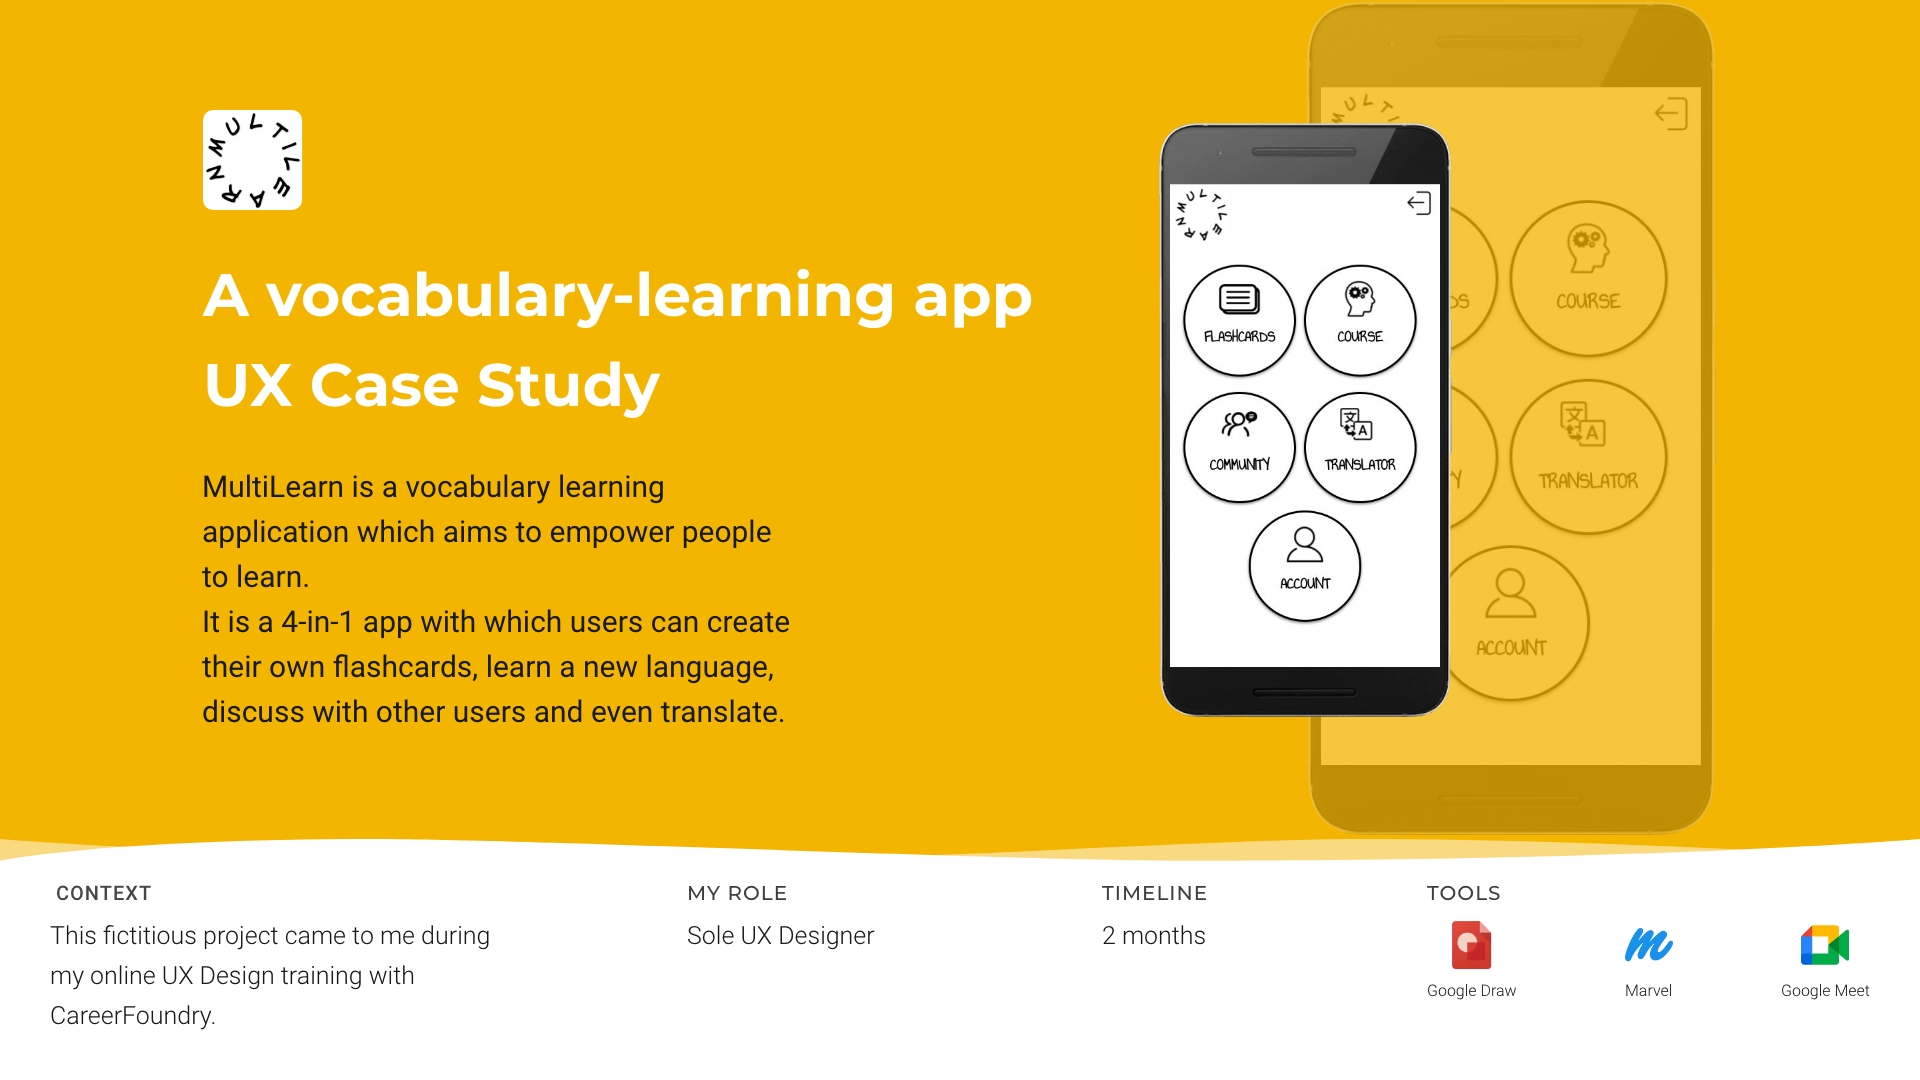 MULTILEARN
A vocabulary-learning app
UX Case Study
MultiLearn is a vocabulary learning
application which aims to empower people
to learn.
It is a 4-in-1 app with which users can create
their own flashcards, learn a new language,
discuss with other users and even translate.
MULTILEARN
FLASHCARDS
COURSE
COMMUNITY
文
A
TRANSLATOR
ACCOUNT
MULTI
DS
COURSE
Y
文
A
TRANSLATOR
ACCOUNT
CONTEXT
This fictitious project came to me during
my online UX Design training with
CareerFoundry.
MY ROLE
Sole UX Designer
TIMELINE
2 months
TOOLS
Google Draw
Marvel
Google Meet